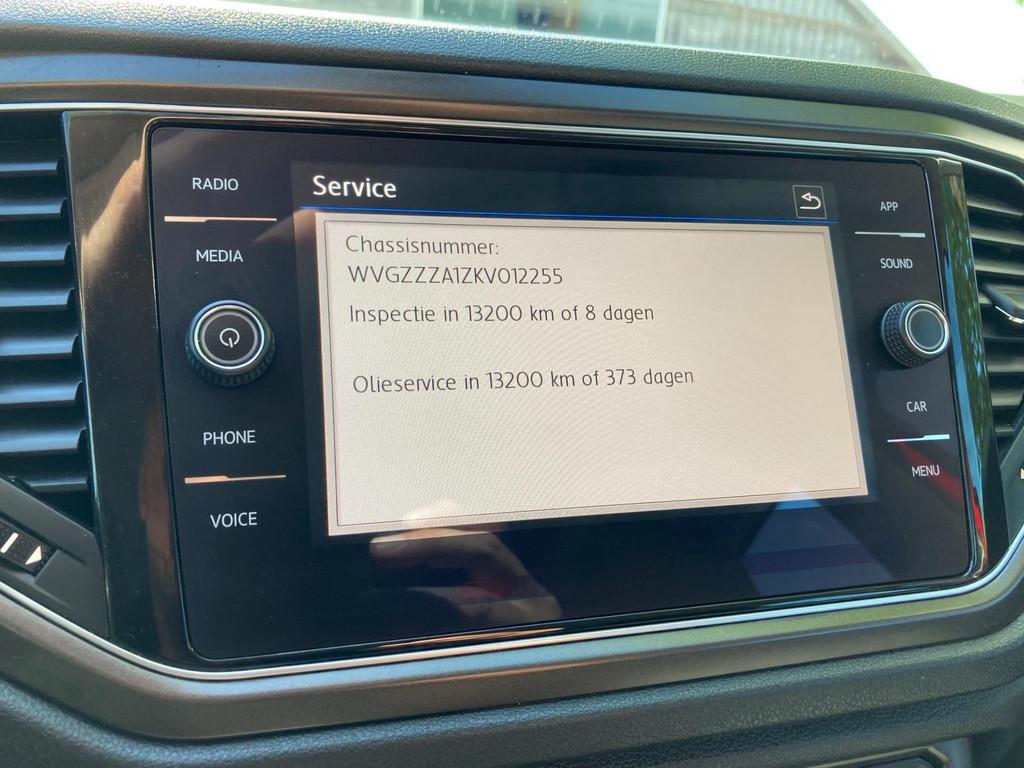 Service
RADIO
MEDIA
PHONE
VOICE
Chassisnummer:
WVGZZZA1ZKV012255
Inspectie in 13200 km of 8 dagen
Olieservice in 13200 km of 373 dagen
APP
SOUND
CAR
MENU